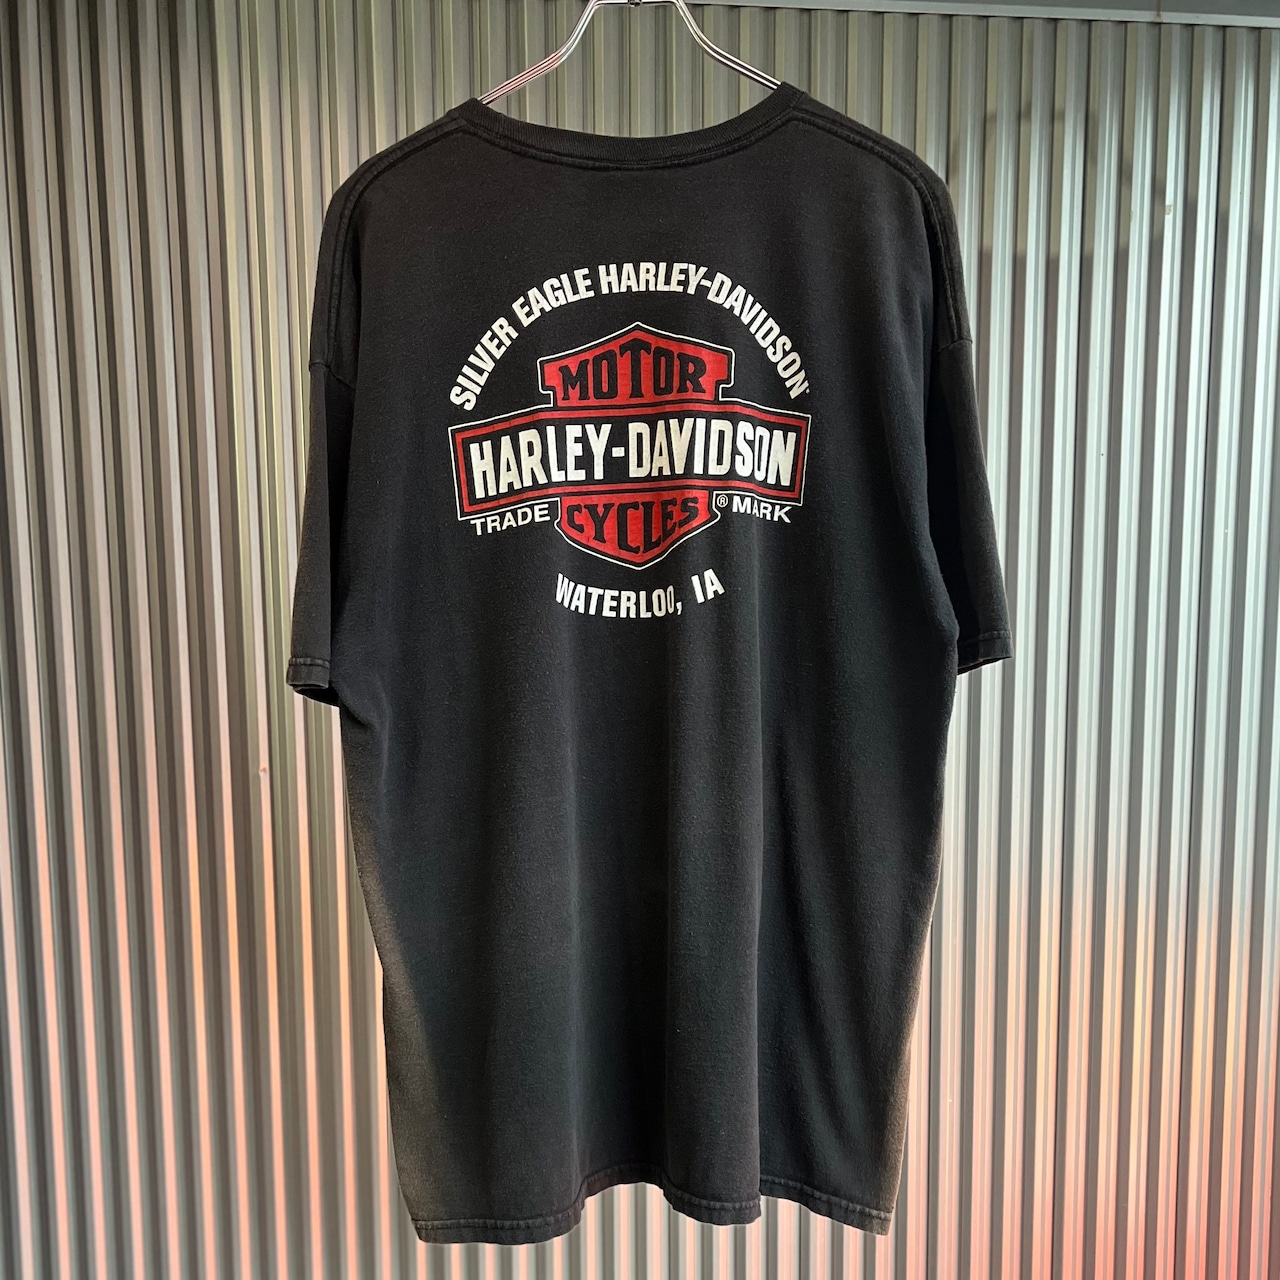 SILVER EAGLE HARLEY-DAVIDSON
MOTOR
HARLEY-DAVIDSON
TRADE ® MARK
CYCLES
WATERLOO, IA